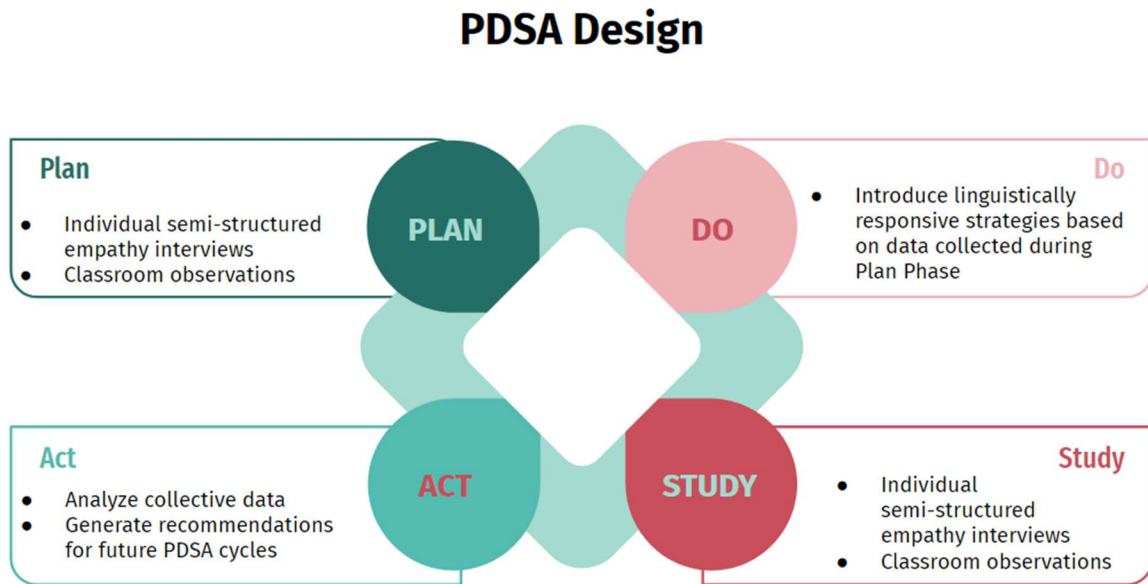 PDSA Design
Plan
● Individual semi-structured
empathy interviews
● Classroom observations
PLAN
DO
Do
● Introduce linguistically
responsive strategies based
on data collected during
Plan Phase
Act
● Analyze collective data
● Generate recommendations
for future PDSA cycles
ACT
STUDY
Study
● Individual
semi-structured
empathy interviews
● Classroom observations